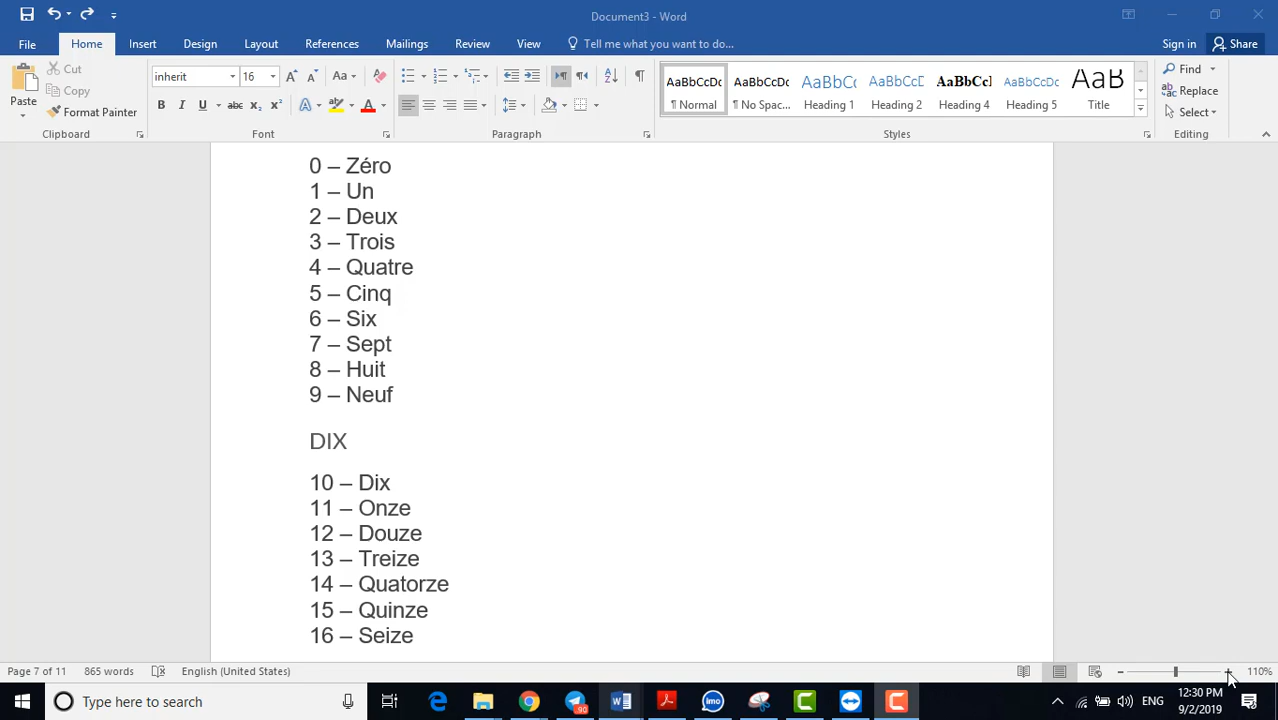 Document3 - Word
File Home Insert Design Layout References Mailings Review View Tell me what you want to do... Sign in Share
Paste
Cut
Copy
Format Painter
Clipboard
inherit 16
Font
Paragraph
AaBbCcDc AaBbCcDc AaBbCc AaBbCcD AaBbCcl AaBbCcDc AaB
¶ Normal ¶ No Spac... Heading 1 Heading 2 Heading 4 Heading 5 Title
Styles
Find
Replace
Select
Editing
0 – Zéro
1 – Un
2 – Deux
3 – Trois
4 – Quatre
5 – Cinq
6 – Six
7 – Sept
8 – Huit
9 – Neuf
DIX
10 – Dix
11 – Onze
12 – Douze
13 – Treize
14 – Quatorze
15 – Quinze
16 – Seize
Page 7 of 11 865 words English (United States) 110%
Type here to search
90
imo
ENG
12:30 PM
9/2/2019